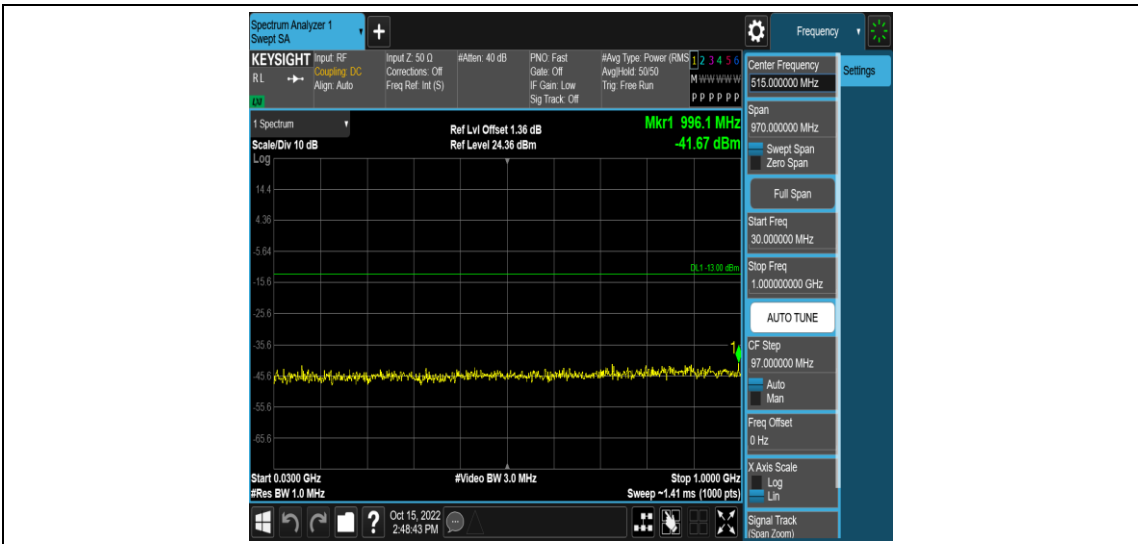 Spectrum Analyzer 1
Swept SA
+
Frequency
KEYSIGHT
RL
LXI
Input: RF
Coupling: DC
Align: Auto
Input Z: 50 Ω
Corrections: Off
Freq Ref: Int (S)
#Atten: 40 dB
PNO: Fast
Gate: Off
IF Gain: Low
Sig Track: Off
#Avg Type: Power (RMS
Avg|Hold: 50/50
Trig: Free Run
1 2 3 4 5 6
M W W W W W
P P P P P P
1 Spectrum
Scale/Div 10 dB
Log
Ref Lvl Offset 1.36 dB
Ref Level 24.36 dBm
Mkr1 996.1 MHz
-41.67 dBm
14.4
4.36
-5.64
DL1 -13.00 dBm
-15.6
-25.6
-35.6
1
-45.6
-55.6
-65.6
Start 0.0300 GHz
#Res BW 1.0 MHz
#Video BW 3.0 MHz
Stop 1.0000 GHz
Sweep ~1.41 ms (1000 pts)
?
Oct 15, 2022
2:48:43 PM
Center Frequency
515.000000 MHz
Settings
Span
970.000000 MHz
Swept Span
Zero Span
Full Span
Start Freq
30.000000 MHz
Stop Freq
1.000000000 GHz
AUTO TUNE
CF Step
97.000000 MHz
Auto
Man
Freq Offset
0 Hz
X Axis Scale
Log
Lin
Signal Track
(Span Zoom)